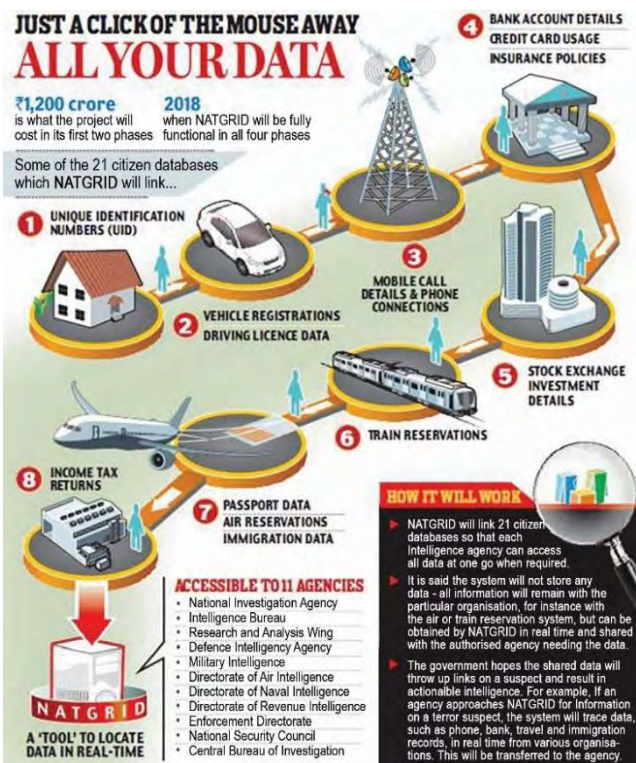 JUST A CLICK OF THE MOUSE AWAY
ALL YOUR DATA
₹1,200 crore
is what the project will
cost in its first two phases
2018
when NATGRID will be fully
functional in all four phases
Some of the 21 citizen databases
which NATGRID will link...
1 UNIQUE IDENTIFICATION
NUMBERS (UID)
2 VEHICLE REGISTRATIONS
DRIVING LICENCE DATA
3
MOBILE CALL
DETAILS & PHONE
CONNECTIONS
4 BANK ACCOUNT DETAILS
CREDIT CARD USAGE
INSURANCE POLICIES
5 STOCK EXCHANGE
INVESTMENT
DETAILS
6 TRAIN RESERVATIONS
7 PASSPORT DATA
AIR RESERVATIONS
IMMIGRATION DATA
8 INCOME TAX
RETURNS
NATGRID
A 'TOOL' TO LOCATE
DATA IN REAL-TIME
ACCESSIBLE TO 11 AGENCIES
• National Investigation Agency
• Intelligence Bureau
• Research and Analysis Wing
• Defence Intelligence Agency
• Military Intelligence
• Directorate of Air Intelligence
• Directorate of Naval Intelligence
• Directorate of Revenue Intelligence
• Enforcement Directorate
• National Security Council
• Central Bureau of Investigation
HOW IT WILL WORK
NATGRID will link 21 citizen
databases so that each
Intelligence agency can access
all data at one go when required.
It is said the system will not store any
data - all information will remain with the
particular organisation, for instance with
the air or train reservation system, but can be
obtained by NATGRID in real time and shared
with the authorised agency needing the data.
The government hopes the shared data will
throw up links on a suspect and result in
actionable intelligence. For example, If an
agency approaches NATGRID for Information
on a terror suspect, the system will trace data,
such as phone, bank, travel and immigration
records, in real time from various organisa-
tions. This will be transferred to the agency.